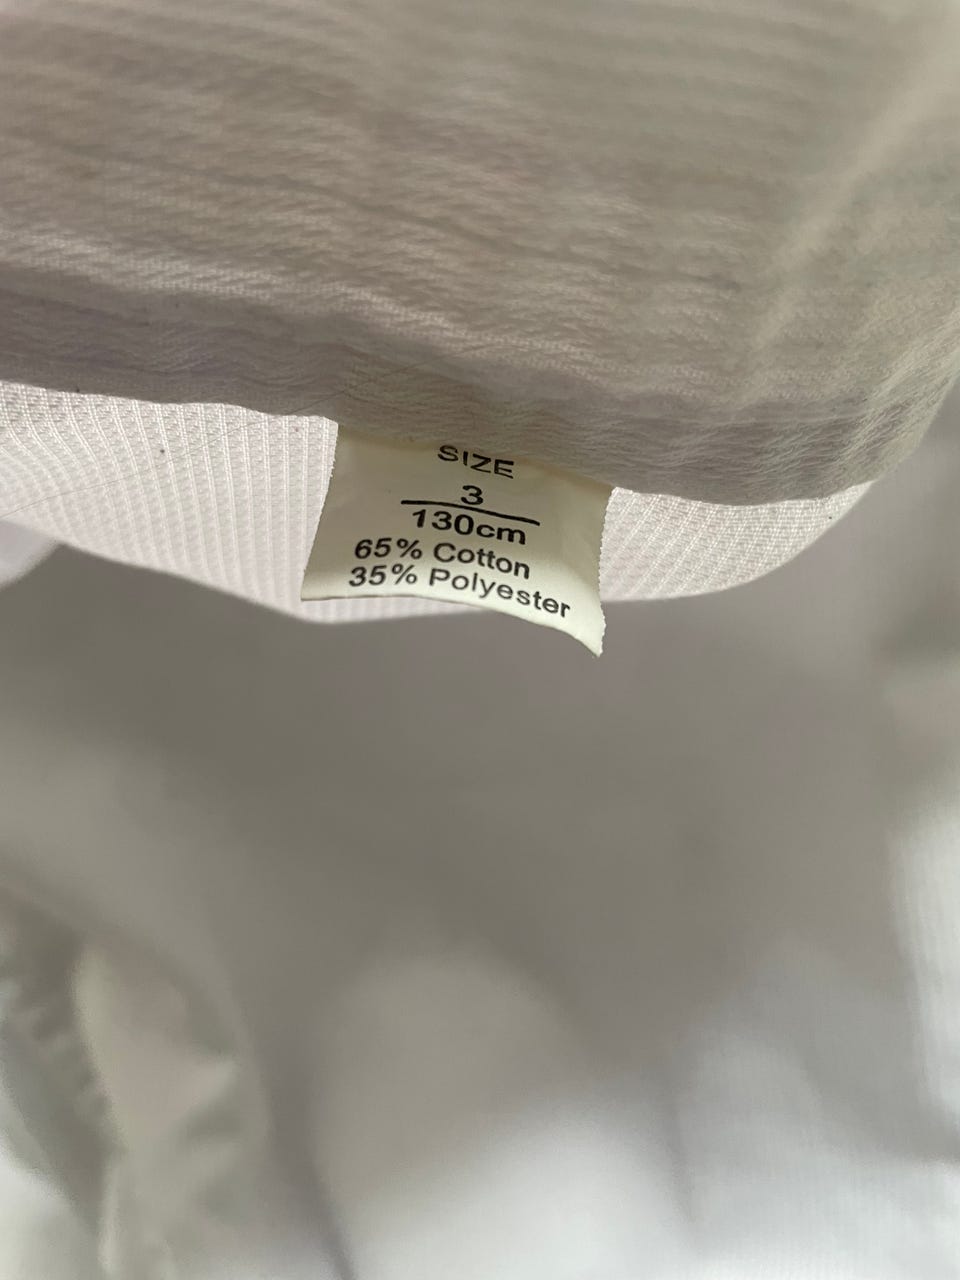 SIZE
3
130cm
65% Cotton
35% Polyester